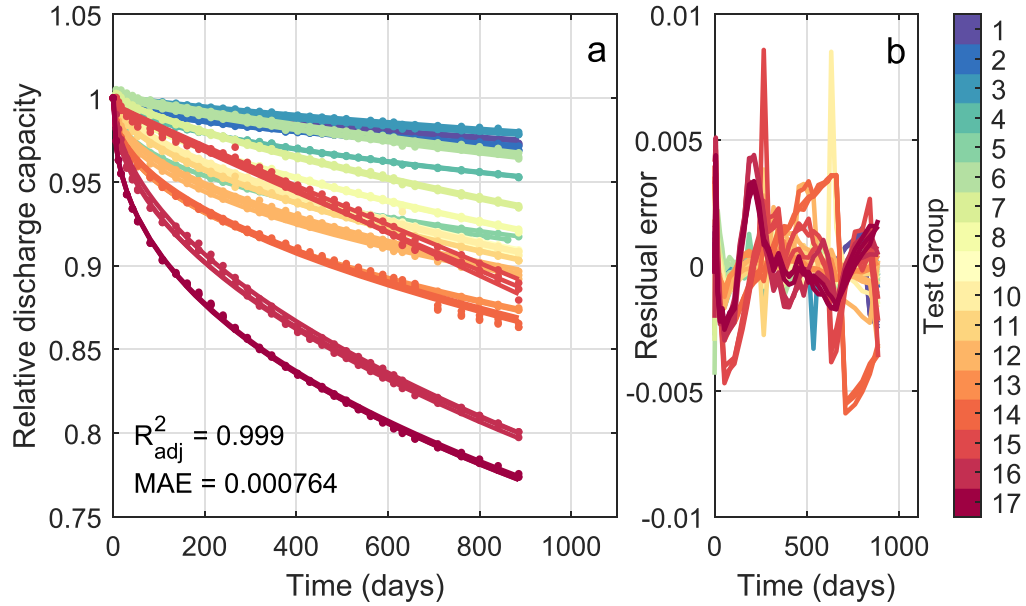 a
1.05
1
0.95
0.9
0.85
0.8
0.75
Relative discharge capacity
R²adj = 0.999
MAE = 0.000764
0 200 400 600 800 1000
Time (days)
b
0.01
0.005
0
-0.005
-0.01
Residual error
0 500 1000
Time (days)
Test Group
1
2
3
4
5
6
7
8
9
10
11
12
13
14
15
16
17